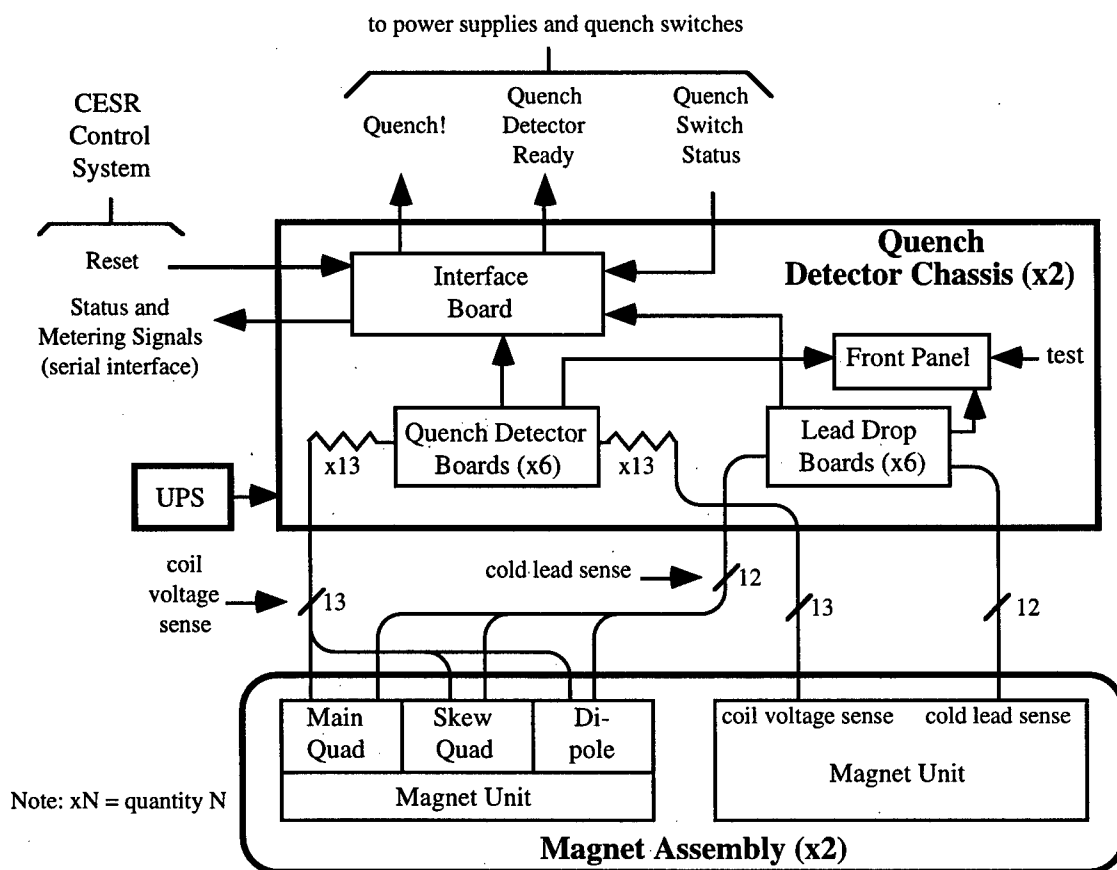 to power supplies and quench switches
CESR
Control
System
Quench!
Quench
Detector
Ready
Quench
Switch
Status
Quench
Detector Chassis (x2)
Reset
Interface
Board
Status and
Metering Signals
(serial interface)
Front Panel
test
Quench Detector
Boards (x6)
x13
x13
Lead Drop
Boards (x6)
UPS
coil
voltage
sense
13
cold lead sense
12
13
12
Main
Quad
Skew
Quad
Di-
pole
Magnet Unit
coil voltage sense
cold lead sense
Magnet Unit
Note: xN = quantity N
Magnet Assembly (x2)